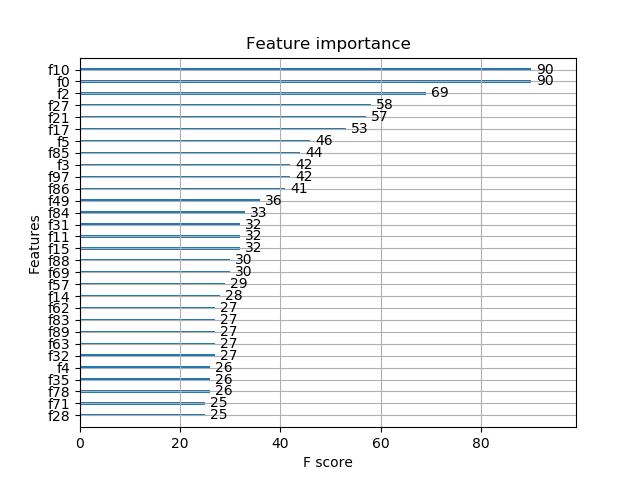 Feature importance
f10 90
f0 90
f2 69
f27 58
f21 57
f17 53
f5 46
f85 44
f3 42
f97 42
f86 41
f49 36
f84 33
f31 32
f11 32
f15 32
f88 30
f69 30
f57 29
f14 28
f62 27
f83 27
f89 27
f63 27
f32 27
f4 26
f35 26
f78 26
f71 25
f28 25
Features
0 20 40 60 80
F score